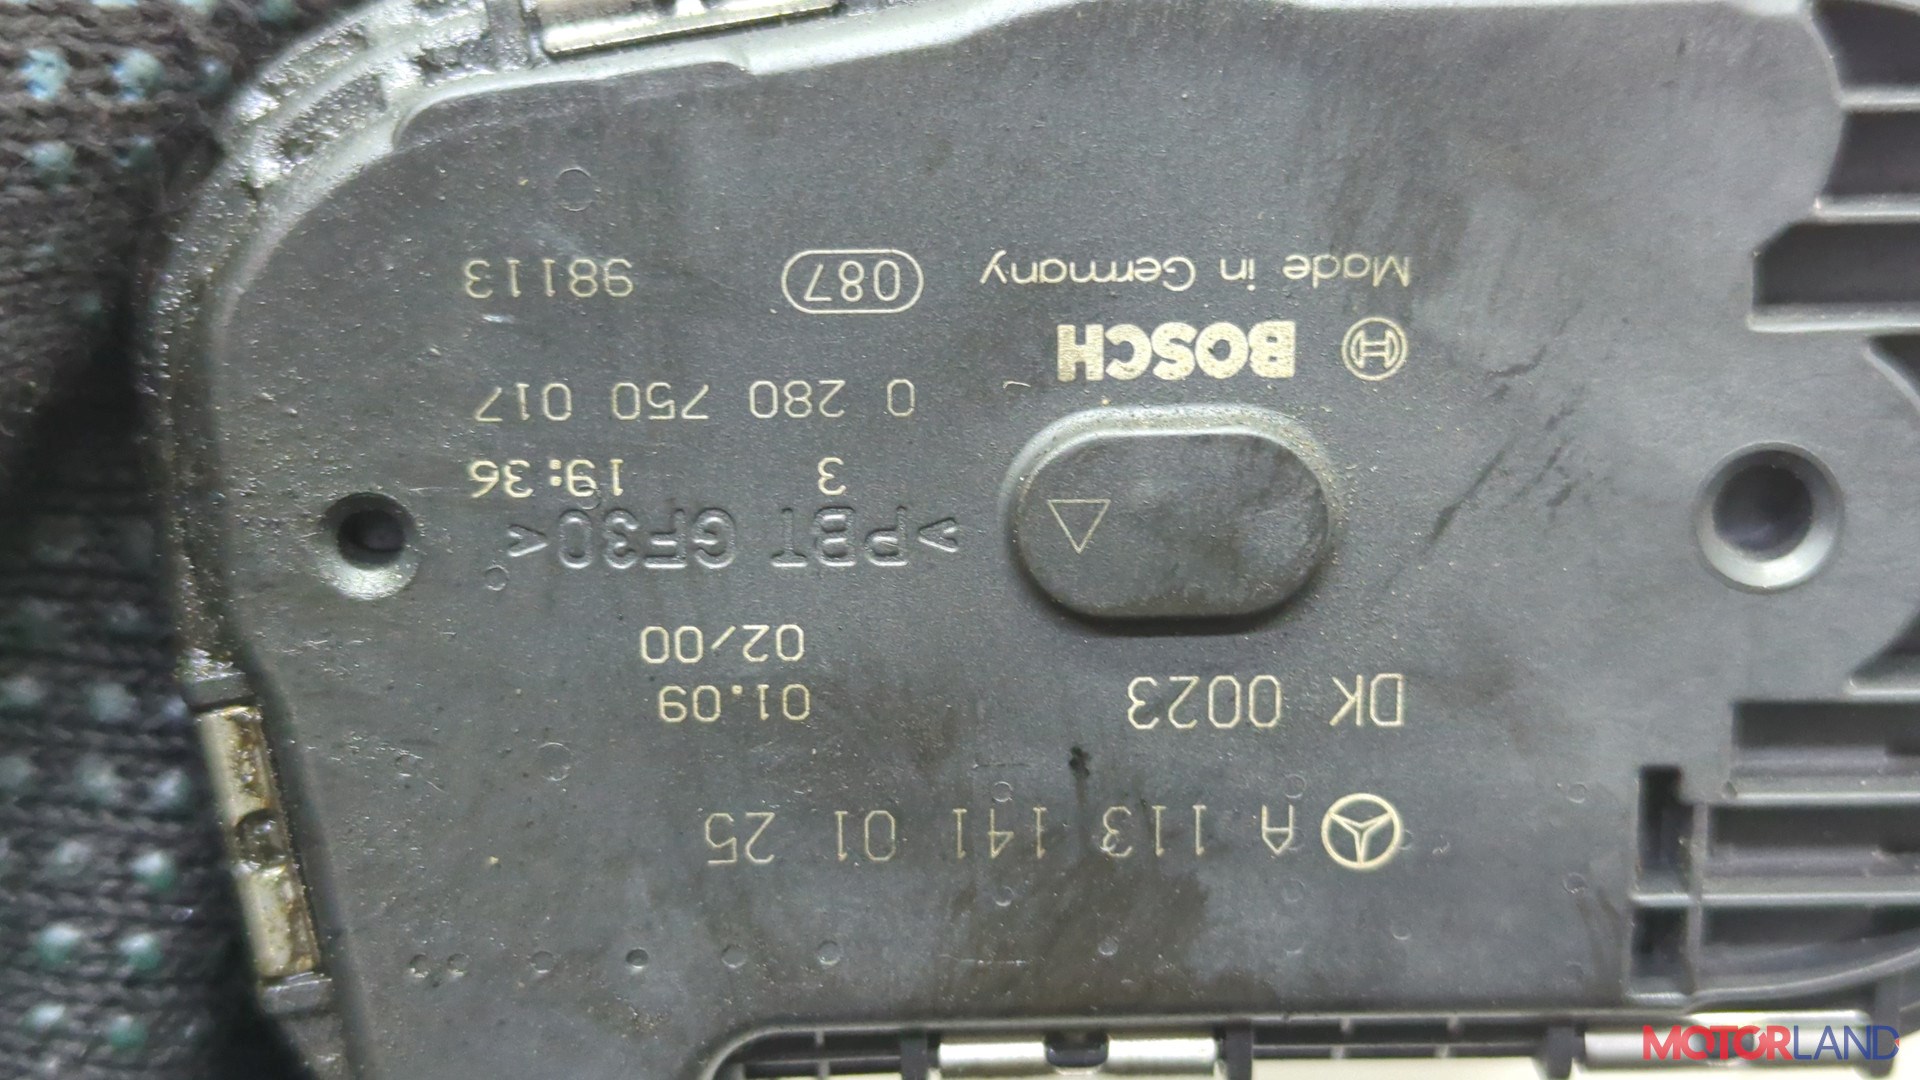 A 113 141 01 25
DK 0023 01.09
02/00
>PBT GF30<
3 19:36
0 280 750 017
BOSCH
Made in Germany 087 98113
MOTORLAND